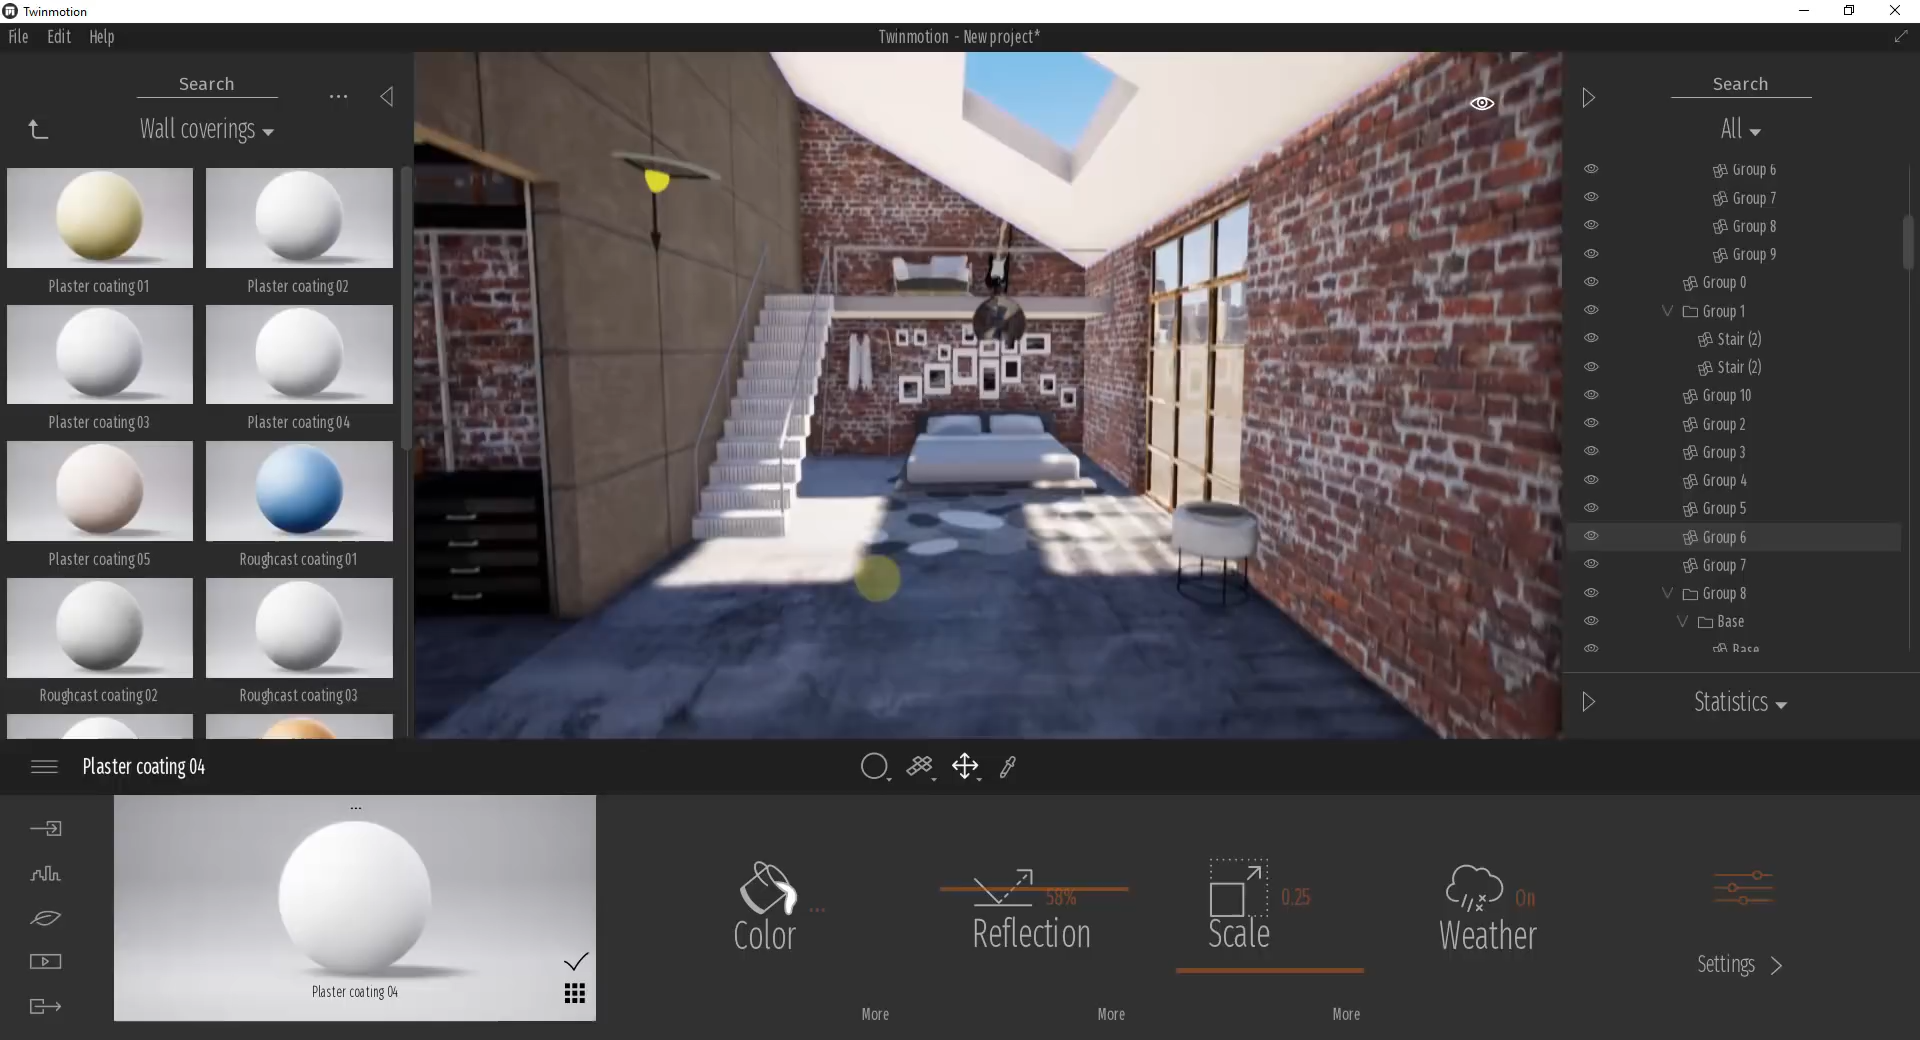 Twinmotion
File Edit Help
Twinmotion - New project*
Search
...
Wall coverings
Plaster coating 01
Plaster coating 02
Plaster coating 03
Plaster coating 04
Plaster coating 05
Roughcast coating 01
Roughcast coating 02
Roughcast coating 03
Search
All
Group 6
Group 7
Group 8
Group 9
Group 0
Group 1
Stair (2)
Stair (2)
Group 10
Group 2
Group 3
Group 4
Group 5
Group 6
Group 7
Group 8
Base
Base
Statistics
Plaster coating 04
...
Plaster coating 04
Color
...
More
58%
Reflection
More
0.25
Scale
More
On
Weather
Settings